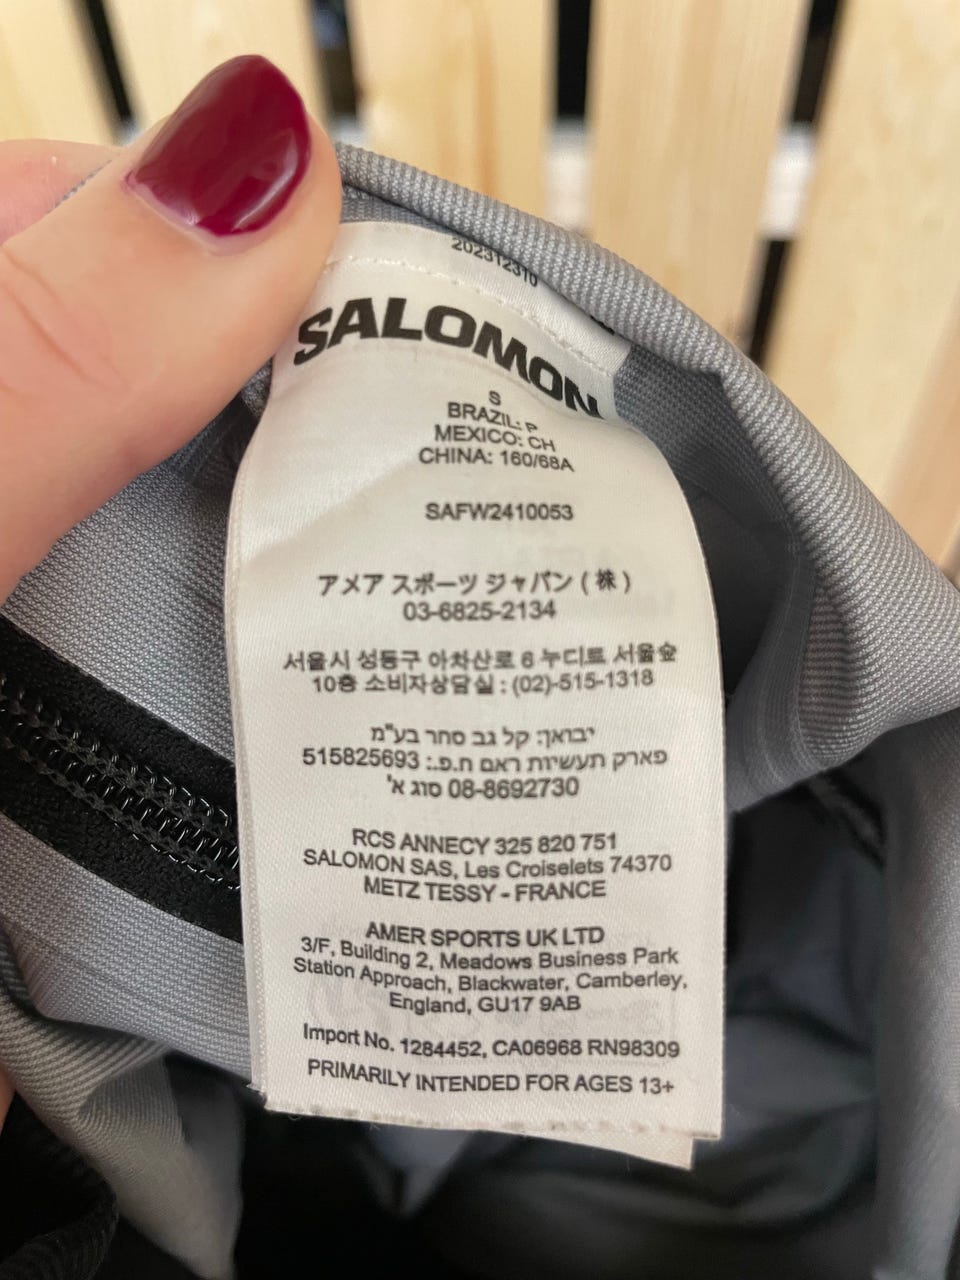 202312310
SALOMON
S
BRAZIL: P
MEXICO: CH
CHINA: 160/68A
SAFW2410053
アメア スポーツ ジャパン ( 株 )
03-6825-2134
서울시 성동구 아차산로 6 누디트 서울숲
10층 소비자상담실 : (02)-515-1318
יבואן: קל גב סחר בע"מ
פארק תעשיות ראם ח.פ.: 515825693
08-8692730 סוג א'
RCS ANNECY 325 820 751
SALOMON SAS, Les Croiselets 74370
METZ TESSY - FRANCE
AMER SPORTS UK LTD
3/F, Building 2, Meadows Business Park
Station Approach, Blackwater, Camberley,
England, GU17 9AB
Import No. 1284452, CA06968 RN98309
PRIMARILY INTENDED FOR AGES 13+